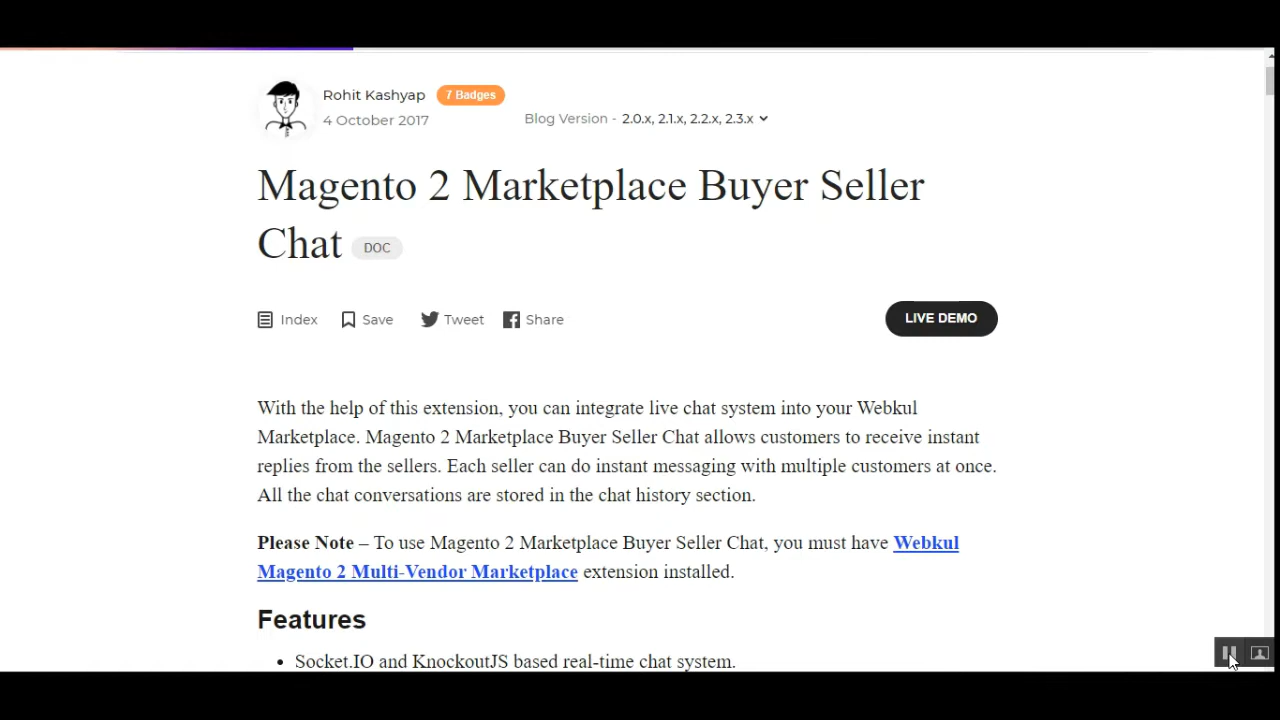 Rohit Kashyap 7 Badges
4 October 2017
Blog Version - 2.0.x, 2.1.x, 2.2.x, 2.3.x
Magento 2 Marketplace Buyer Seller
Chat DOC
Index Save Tweet Share LIVE DEMO
With the help of this extension, you can integrate live chat system into your Webkul
Marketplace. Magento 2 Marketplace Buyer Seller Chat allows customers to receive instant
replies from the sellers. Each seller can do instant messaging with multiple customers at once.
All the chat conversations are stored in the chat history section.
Please Note – To use Magento 2 Marketplace Buyer Seller Chat, you must have Webkul
Magento 2 Multi-Vendor Marketplace extension installed.
Features
• Socket.IO and KnockoutJS based real-time chat system.